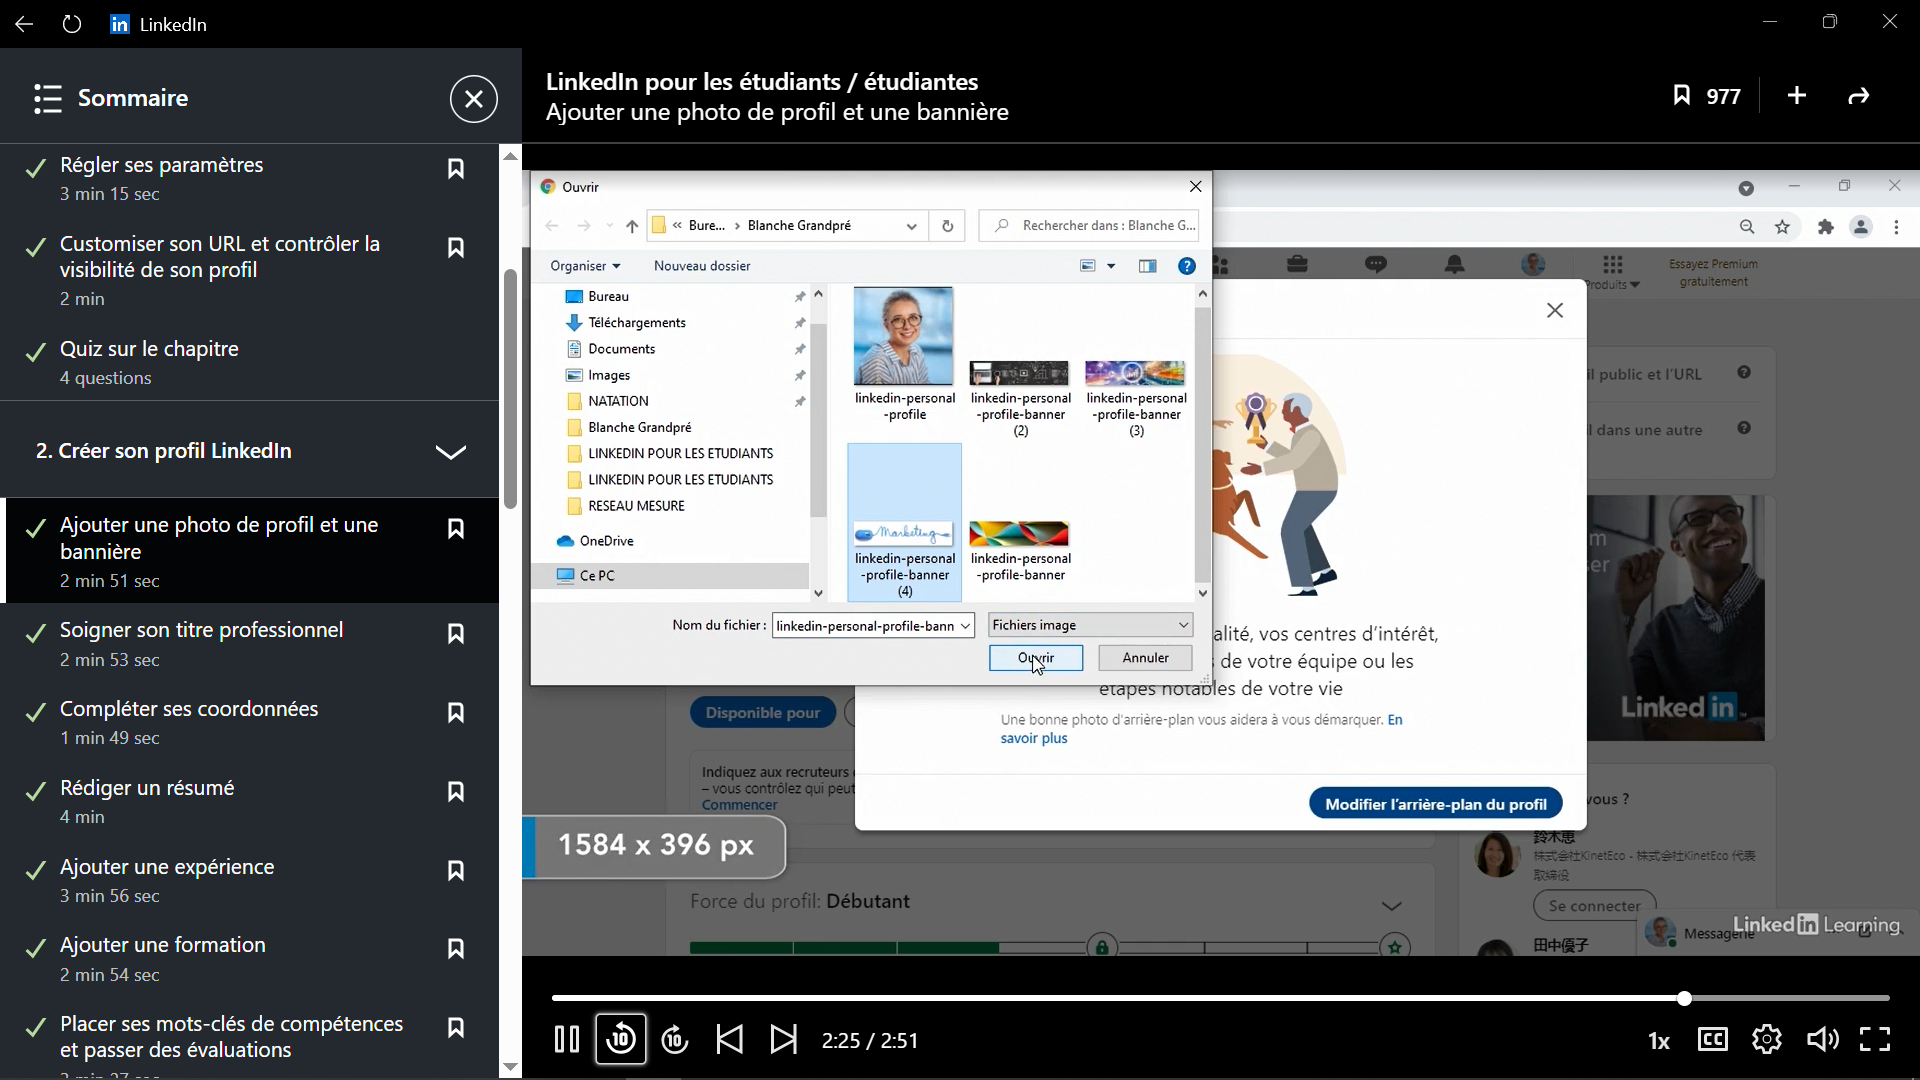 LinkedIn
Sommaire
Régler ses paramètres
3 min 15 sec
Customiser son URL et contrôler la
visibilité de son profil
2 min
Quiz sur le chapitre
4 questions
2. Créer son profil LinkedIn
Ajouter une photo de profil et une
bannière
2 min 51 sec
Soigner son titre professionnel
2 min 53 sec
Compléter ses coordonnées
1 min 49 sec
Rédiger un résumé
4 min
Ajouter une expérience
3 min 56 sec
Ajouter une formation
2 min 54 sec
Placer ses mots-clés de compétences
et passer des évaluations
LinkedIn pour les étudiants / étudiantes
Ajouter une photo de profil et une bannière
977
Ouvrir
« Bure... › Blanche Grandpré
Rechercher dans : Blanche G...
Organiser
Nouveau dossier
Bureau
Téléchargements
Documents
Images
NATATION
Blanche Grandpré
LINKEDIN POUR LES ETUDIANTS
LINKEDIN POUR LES ETUDIANTS
RESEAU MESURE
OneDrive
Ce PC
linkedin-personal
-profile
linkedin-personal
-profile-banner
(2)
linkedin-personal
-profile-banner
(3)
Marketing
linkedin-personal
-profile-banner
(4)
linkedin-personal
-profile-banner
Nom du fichier :
linkedin-personal-profile-bann
Fichiers image
Ouvrir
Annuler
Produits
Essayez Premium
gratuitement
il public et l'URL
l dans une autre
alité, vos centres d'intérêt,
s de votre équipe ou les
étapes notables de votre vie
Une bonne photo d'arrière-plan vous aidera à vous démarquer. En
savoir plus
Modifier l'arrière-plan du profil
Disponible pour
Indiquez aux recruteurs
– vous contrôlez qui peut
Commencer
1584 x 396 px
Force du profil: Débutant
Linked in
vous ?
鈴木恵
株式会社KinetEco - 株式会社KinetEco 代表
取締役
Se connecter
田中優子
Messagerie
Linked in Learning
2:25 / 2:51
1x
CC